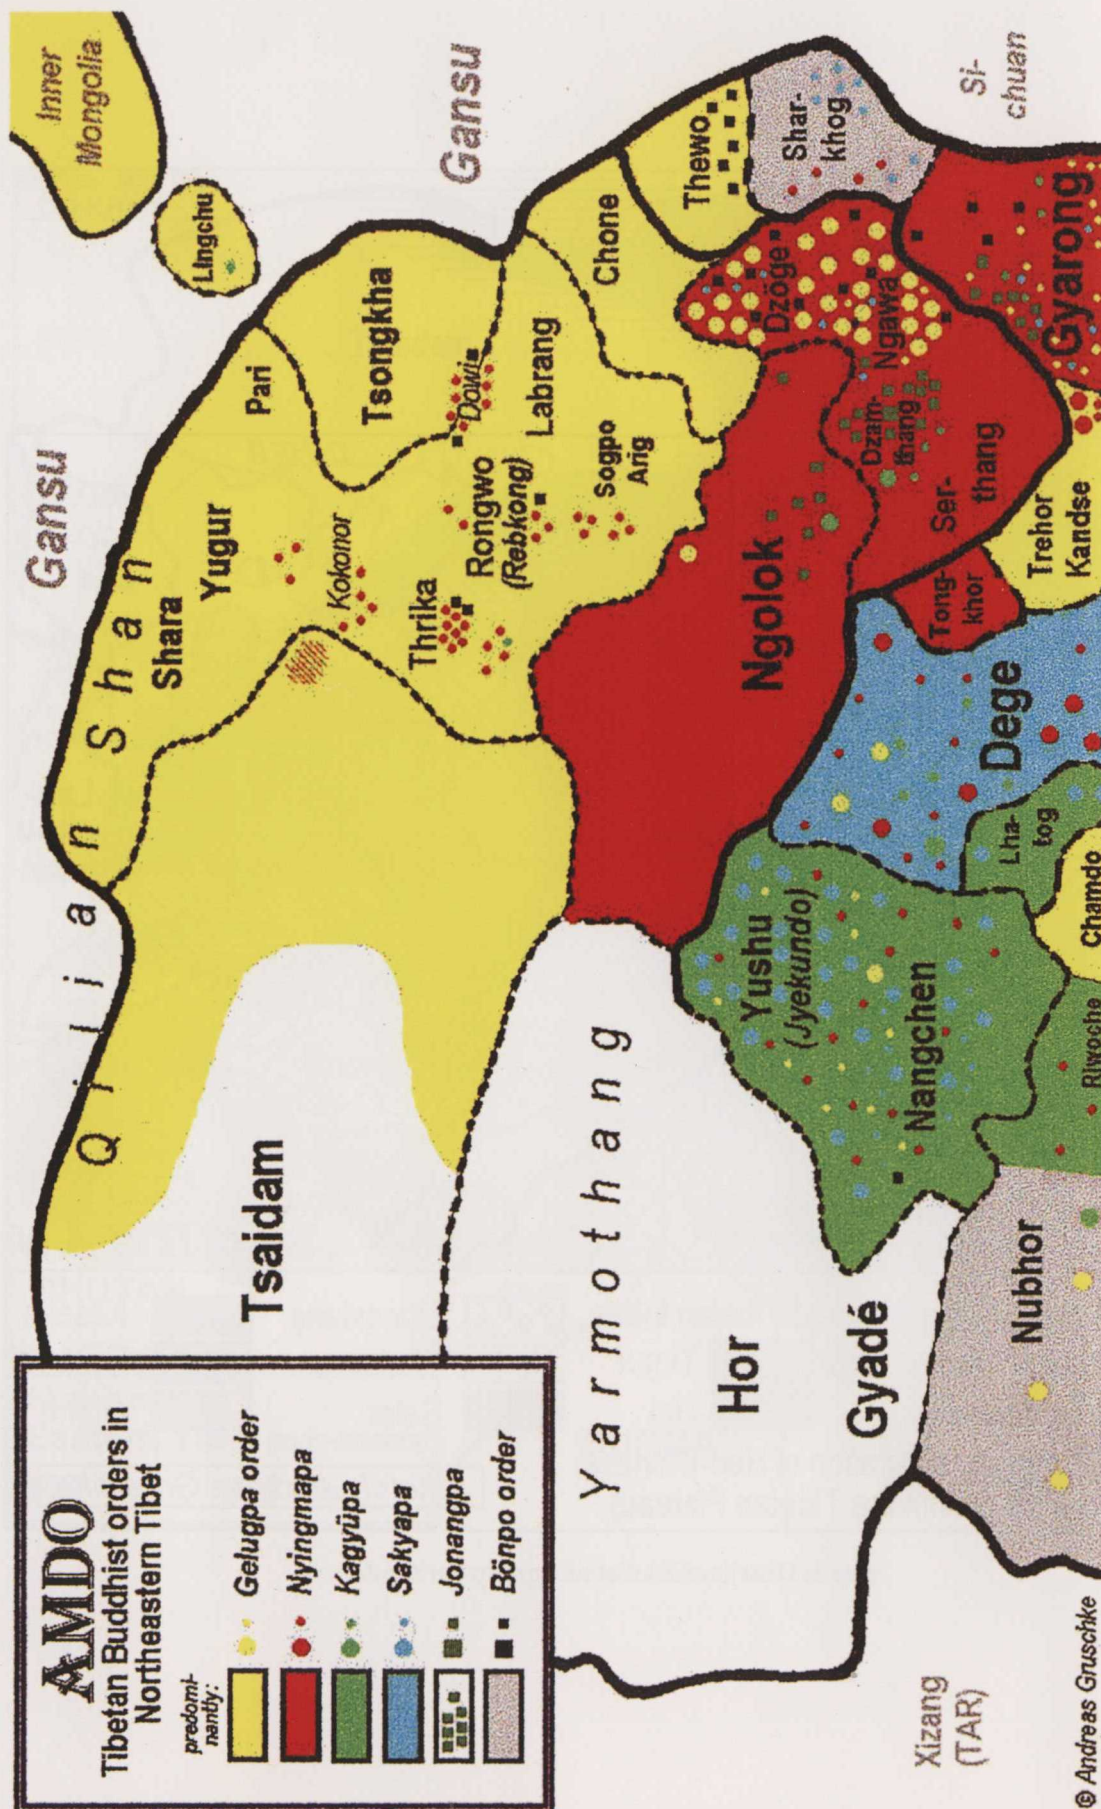 AMDO
Tibetan Buddhist orders in
Northeastern Tibet
predomi-
nantly:
Gelugpa order
Nyingmapa
Kagyüpa
Sakyapa
Jonangpa
Bönpo order
Inner
Mongolia
Gansu
Gansu
Qilian Shan
Lingchu
Shara
Yugur
Pari
Tsongkha
Kokonor
Tsaidam
Thrika
Rongwo
(Rebkong)
Dowi
Labrang
Sogpo
Arig
Chone
Thewo
Shar-
khog
Si-
chuan
Yarmothang
Hor
Gyadé
Ngolok
Dzöge
Ngawa
Dzam-
thang
Ser-
thang
Gyarong
Tong-
khor
Trehor
Kandse
Dege
Lha-
tog
Chamdo
Yushu
(Jyekundo)
Nangchen
Riwoche
Nubhor
Xizang
(TAR)
© Andreas Gruschke